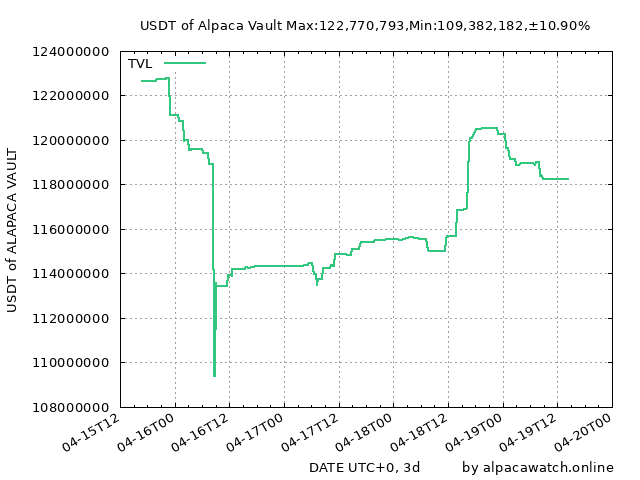 USDT of Alpaca Vault Max:122,770,793,Min:109,382,182,±10.90%
TVL
124000000
122000000
120000000
118000000
116000000
114000000
112000000
110000000
108000000
USDT of ALAPACA VAULT
04-15T12
04-16T00
04-16T12
04-17T00
04-17T12
04-18T00
04-18T12
04-19T00
04-19T12
04-20T00
DATE UTC+0, 3d
by alpacawatch.online